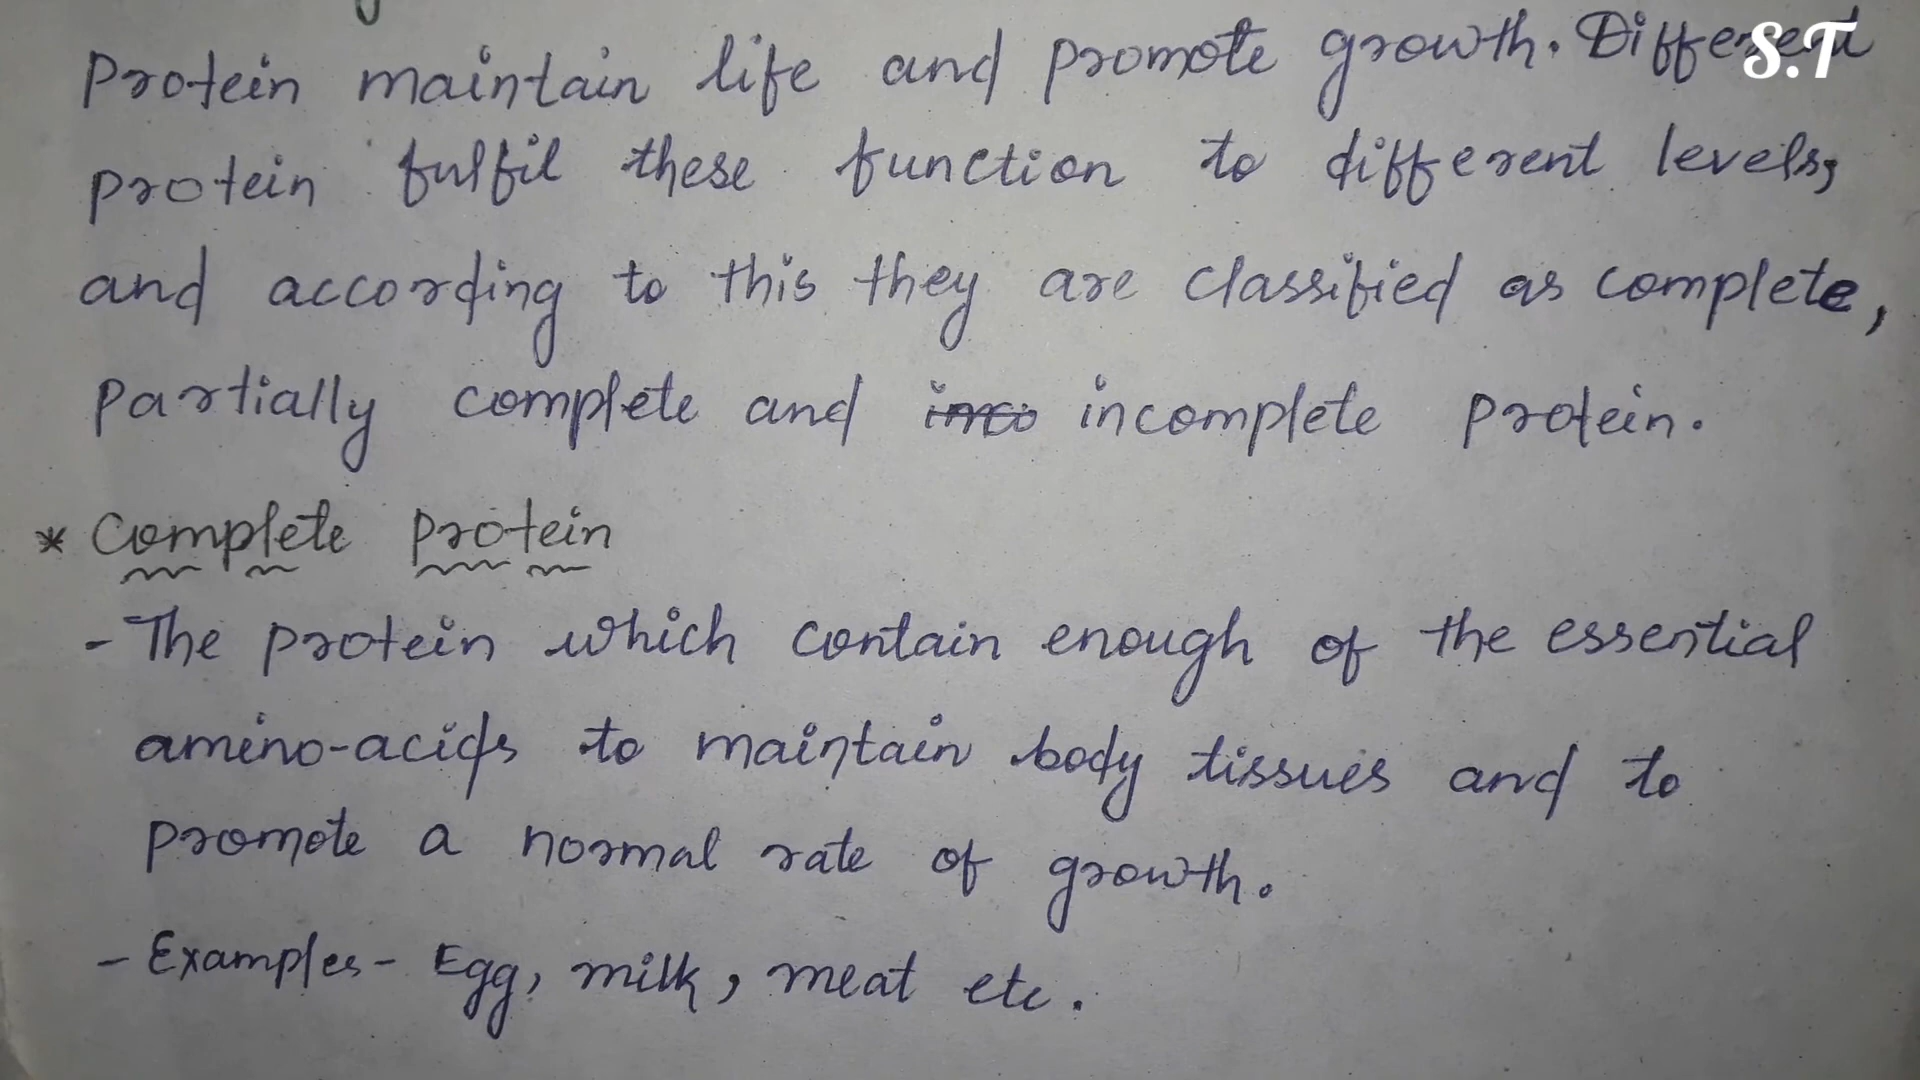 Protein maintain life and promote growth. Different
S.T
protein fulfil these function to different levels,
and according to this they are classified as complete,
Partially complete and inco incomplete protein.
* Complete protein
- The protein which contain enough of the essential
amino-acids to maintain body tissues and to
promote a normal rate of growth.
- Examples - Egg, milk, meat etc.